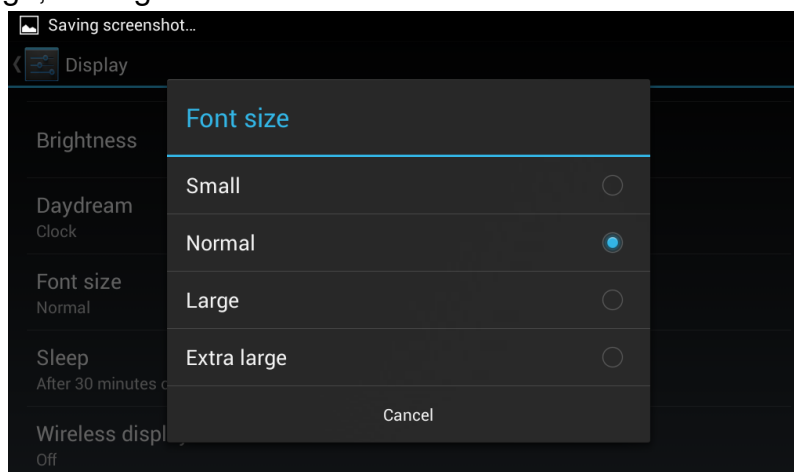 Saving screenshot…
Display
Font size
Brightness
Small
Daydream
Clock
Normal
Font size
Normal
Large
Sleep
After 30 minutes
Extra large
Cancel
Wireless
Off